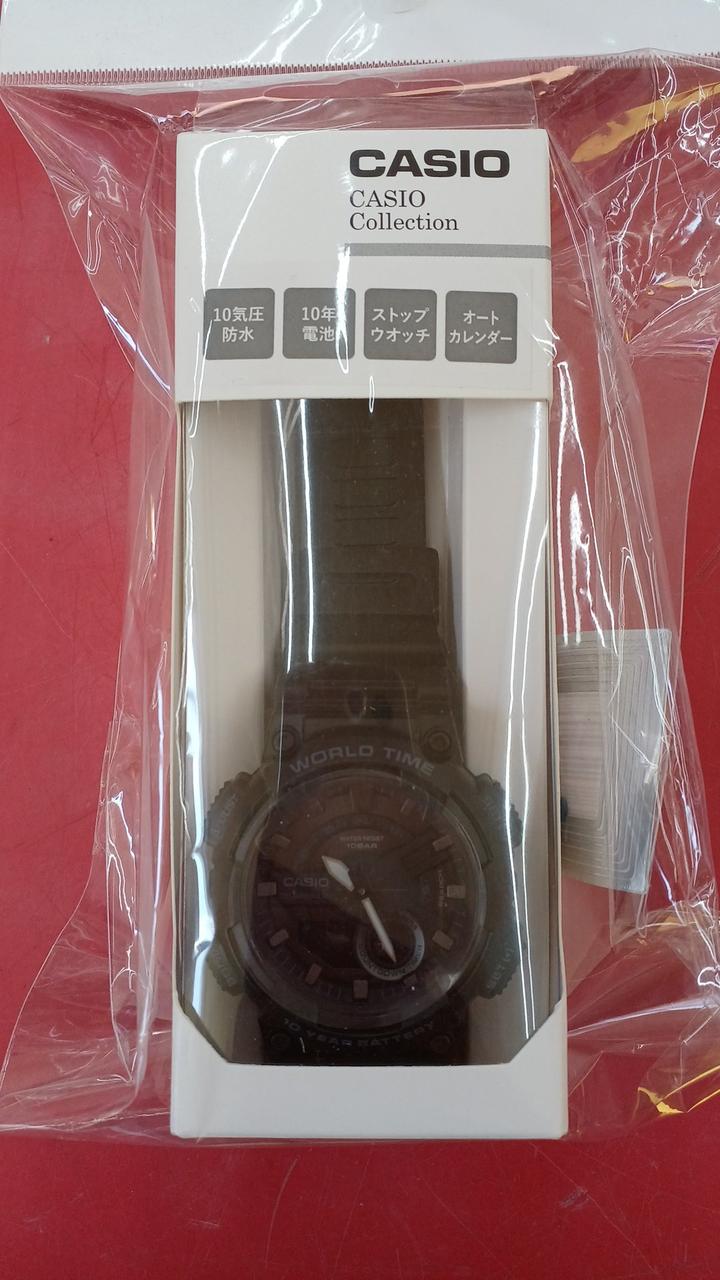 CASIO
CASIO
Collection
10気圧
防水
10年
電池
ストップ
ウオッチ
オート
カレンダー
WORLD TIME
WATER RESIST
10BAR
CASIO
10 YEAR BATTERY